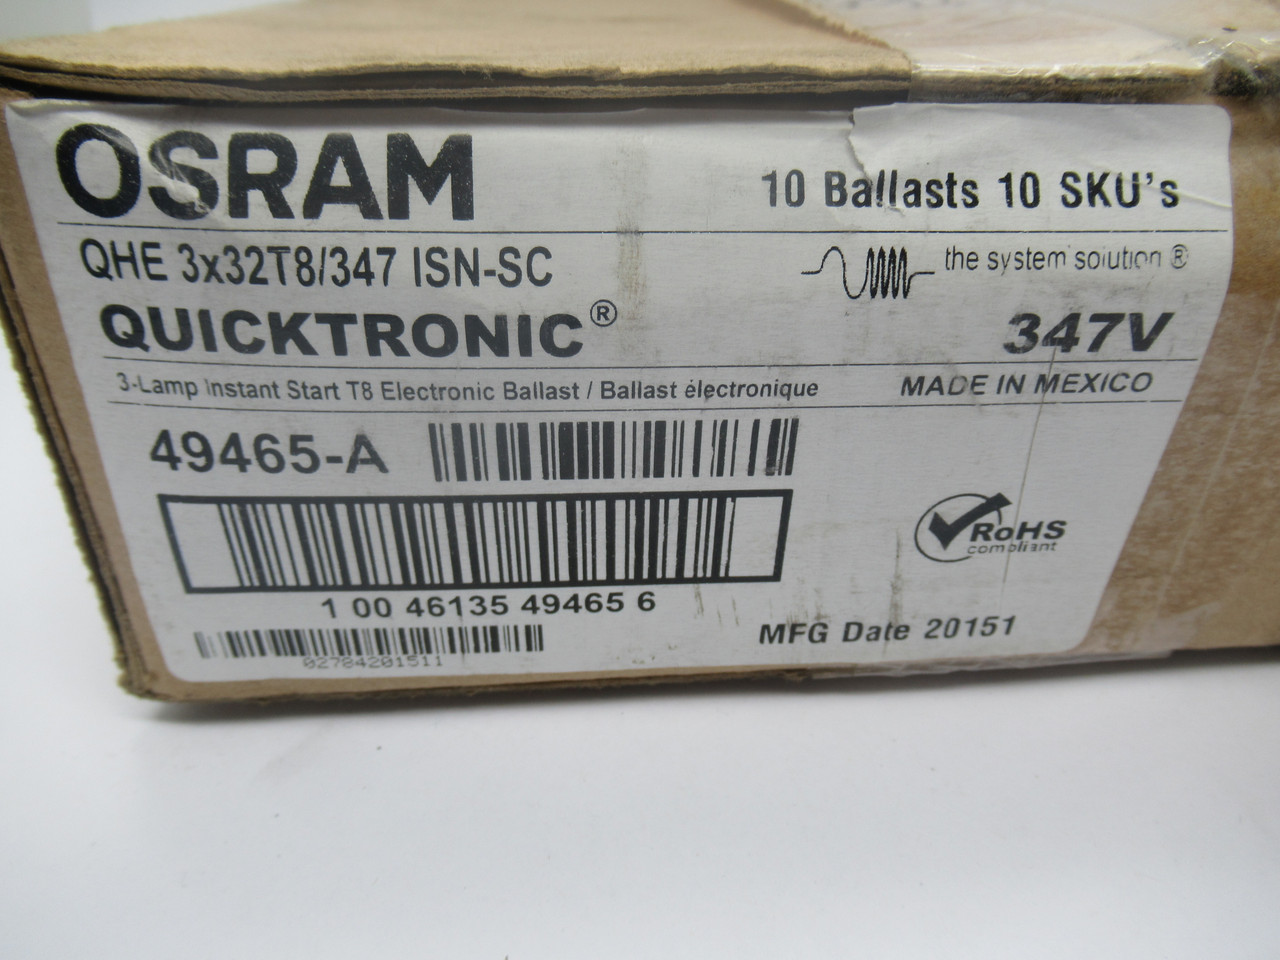 OSRAM
10 Ballasts 10 SKU's
QHE 3x32T8/347 ISN-SC
the system solution ®
QUICKTRONIC®
347V
3-Lamp Instant Start T8 Electronic Ballast / Ballast électronique
MADE IN MEXICO
49465-A
RoHS
compliant
1 00 46135 49465 6
MFG Date 20151
02784201511